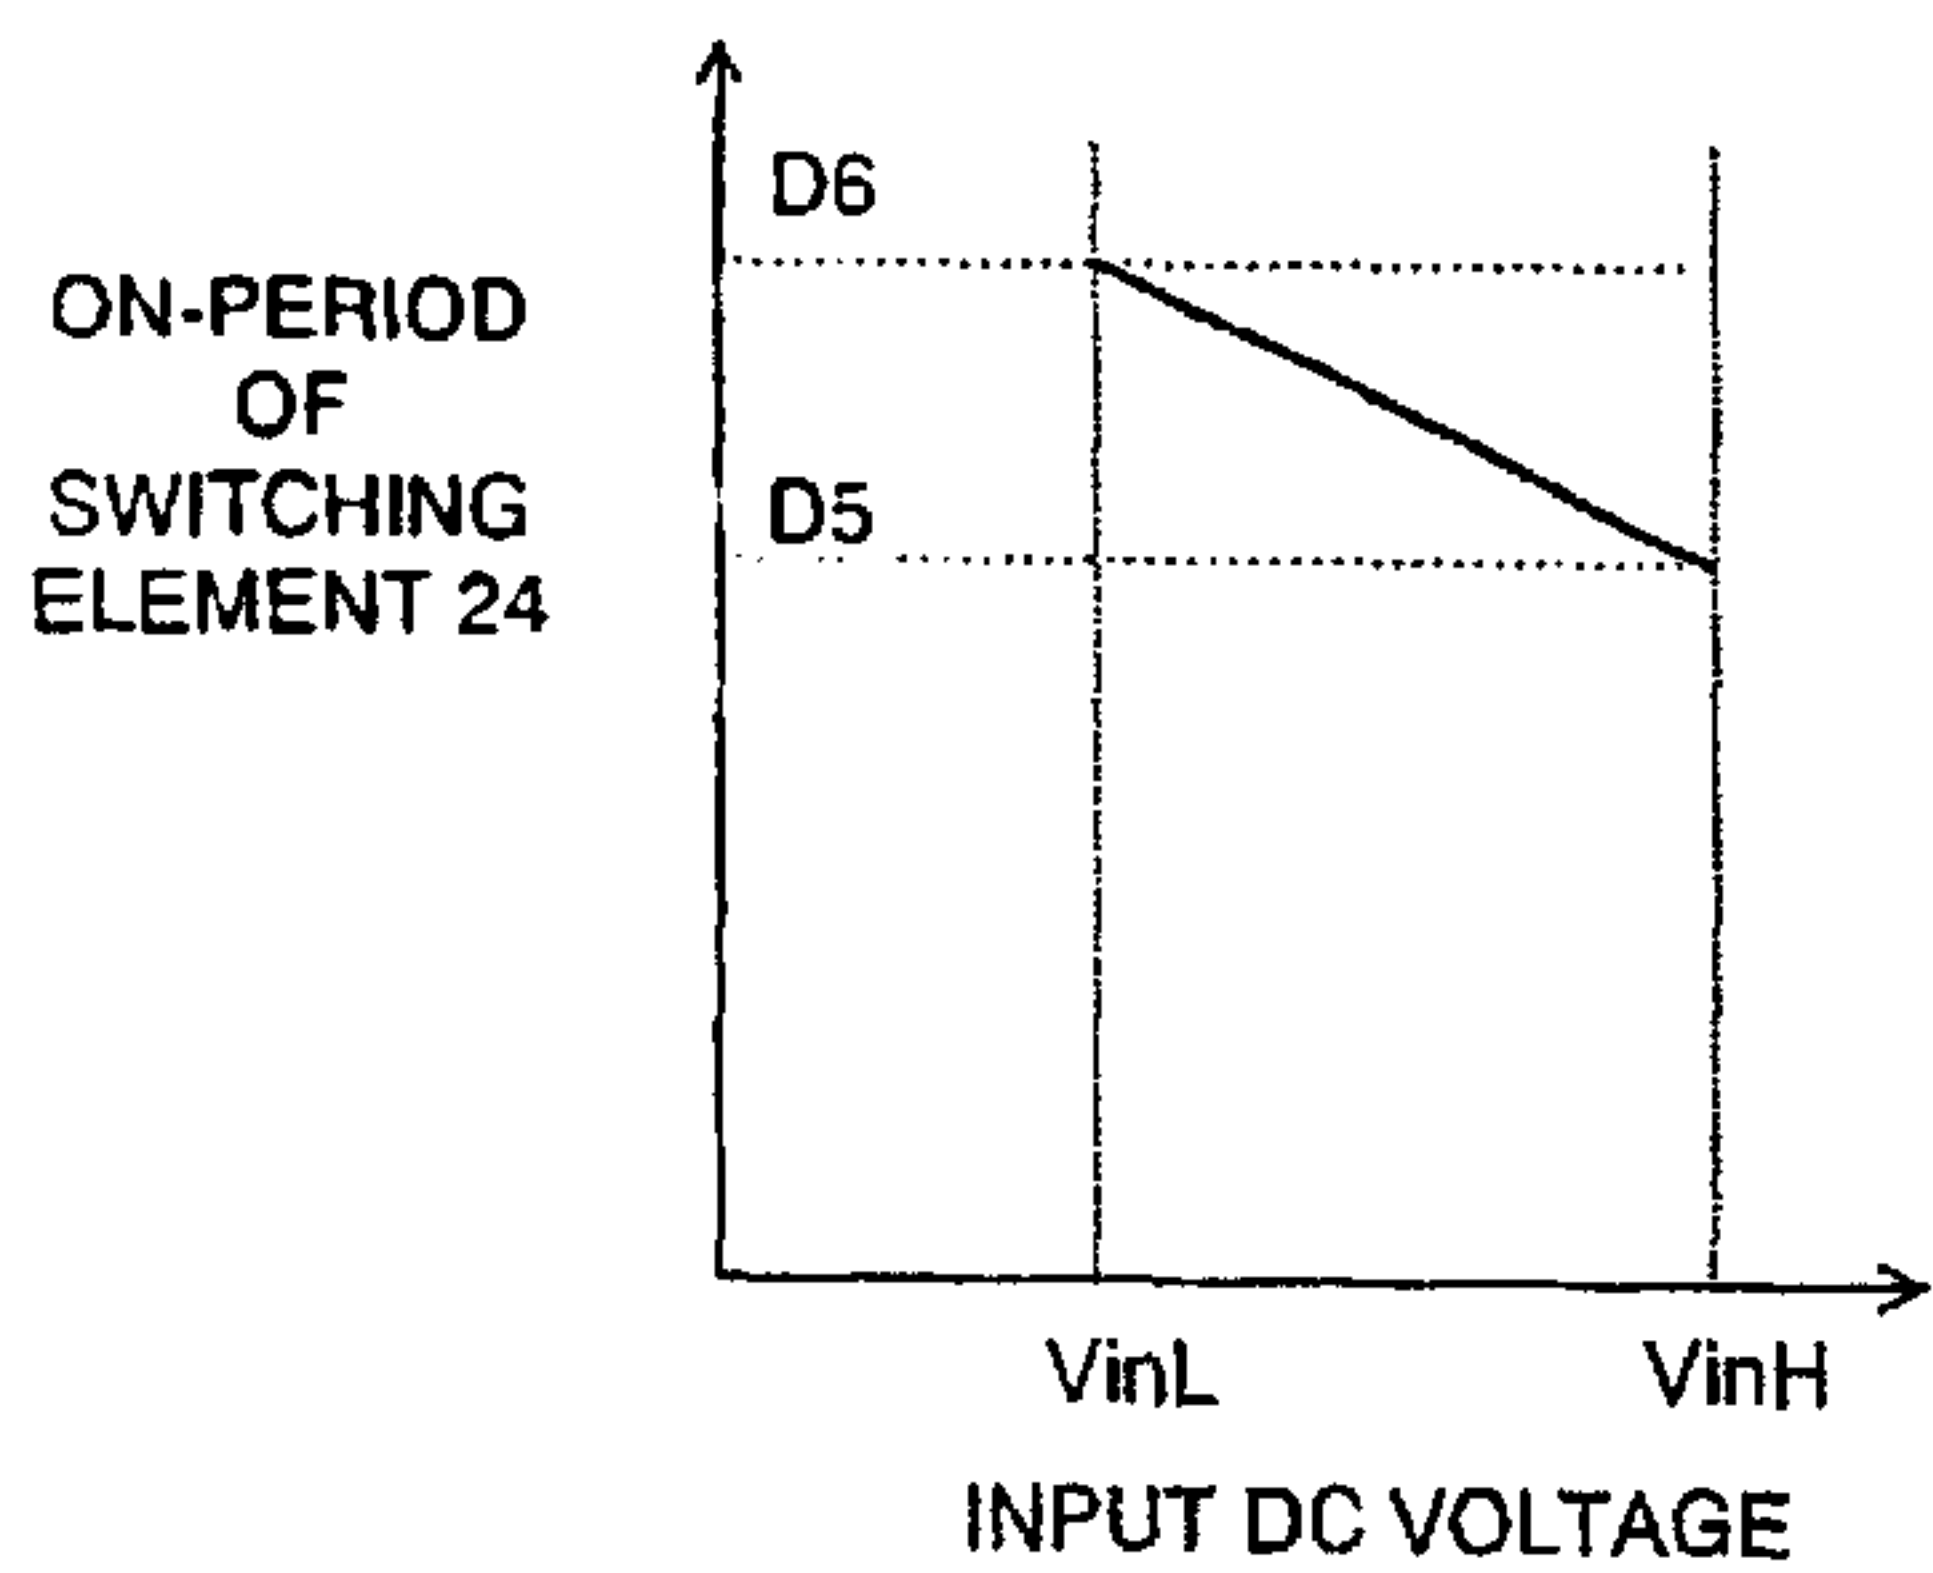 D6
ON-PERIOD
OF
SWITCHING
ELEMENT 24
D5
VinL
VinH
INPUT DC VOLTAGE